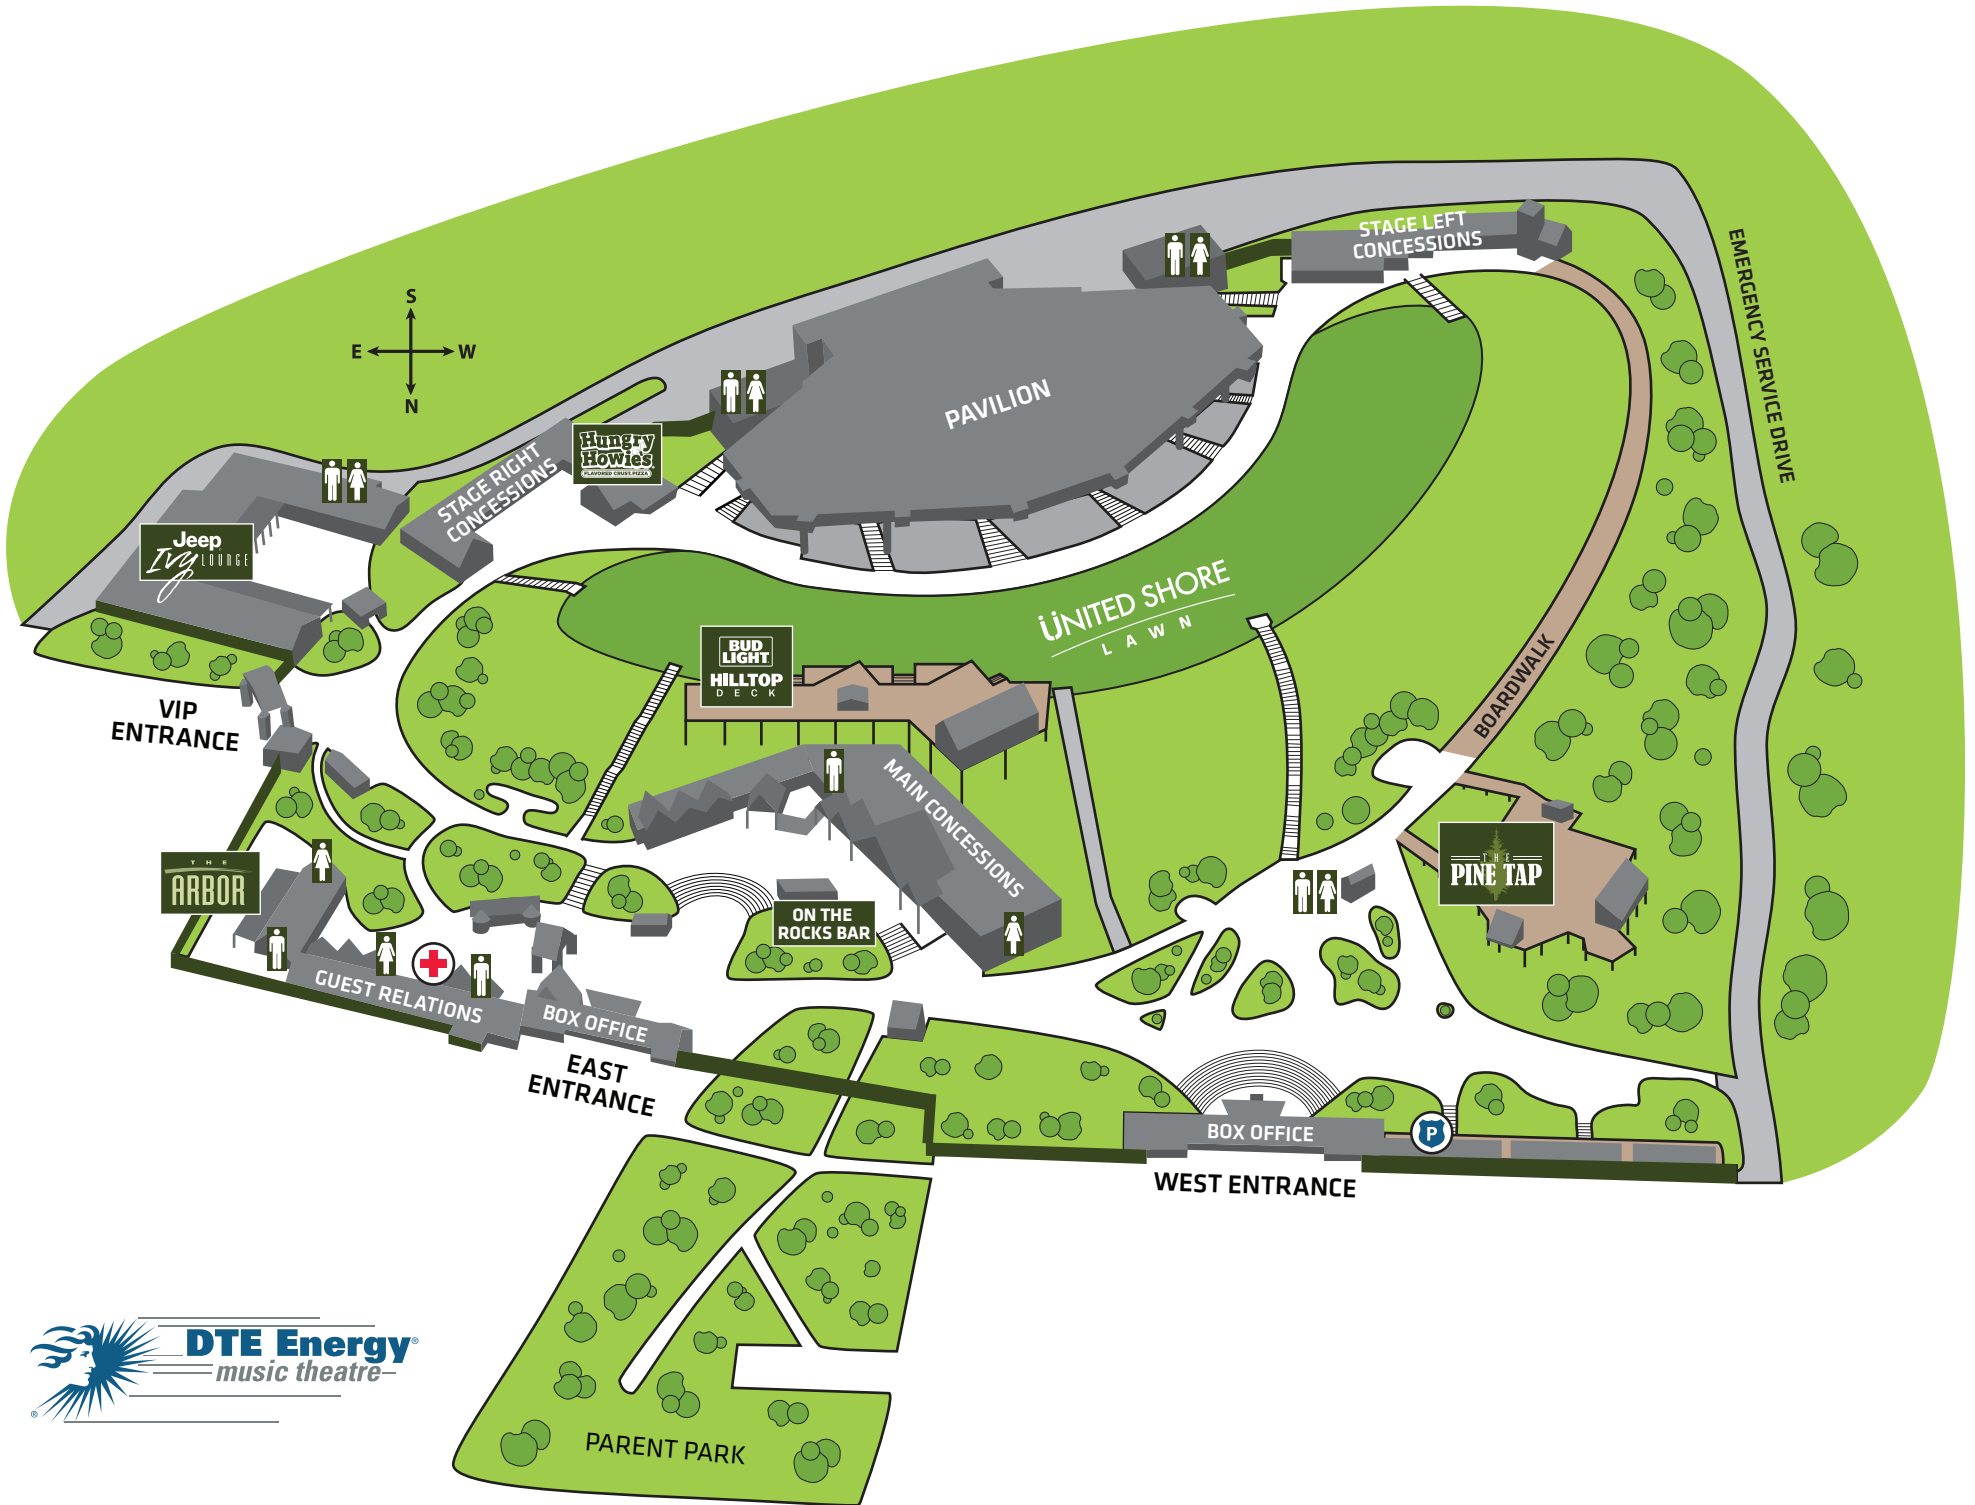 EMERGENCY SERVICE DRIVE
STAGE LEFT
CONCESSIONS
S
E
W
N
PAVILION
Hungry
Howies
FLAVORED CRUST PIZZA
STAGE RIGHT
CONCESSIONS
Jeep
Ivy LOUNGE
ÜNITED SHORE
LAWN
BUD
LIGHT
HILLTOP
DECK
VIP
ENTRANCE
BOARDWALK
MAIN CONCESSIONS
THE
ARBOR
THE
PINE TAP
ON THE
ROCKS BAR
GUEST RELATIONS
BOX OFFICE
EAST
ENTRANCE
BOX OFFICE
P
WEST ENTRANCE
DTE Energy®
music theatre
®
PARENT PARK